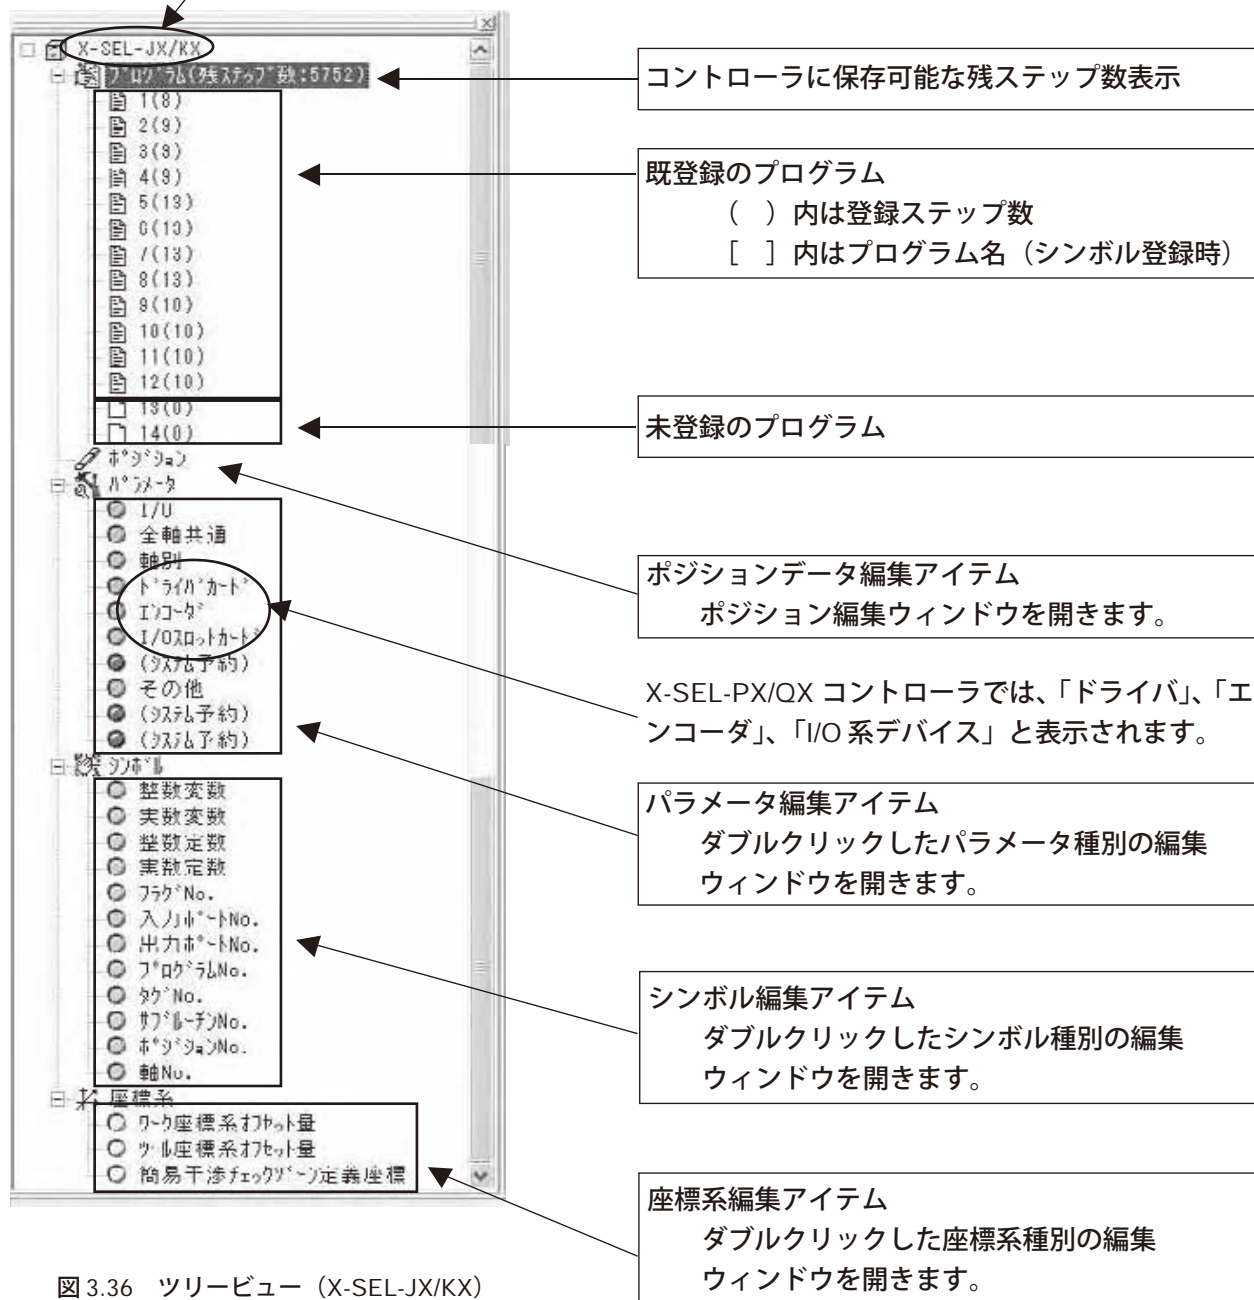 X-SEL-JX/KX
ﾌﾟﾛｸﾞﾗﾑ(残ｽﾃｯﾌﾟ数:5752)
1(8)
2(9)
3(9)
4(9)
5(13)
6(13)
7(13)
8(13)
9(10)
10(10)
11(10)
12(10)
13(0)
14(0)
ﾎﾟｼﾞｼｮﾝ
ﾊﾟﾗﾒｰﾀ
I/O
全軸共通
軸別
ﾄﾞﾗｲﾊﾞｶｰﾄﾞ
ｴﾝｺｰﾀﾞ
I/Oｽﾛｯﾄｶｰﾄﾞ
(ｼｽﾃﾑ予約)
その他
(ｼｽﾃﾑ予約)
(ｼｽﾃﾑ予約)
ｼﾝﾎﾞﾙ
整数変数
実数変数
整数定数
実数定数
ﾌﾗｸﾞNo.
入力ﾎﾟｰﾄNo.
出力ﾎﾟｰﾄNo.
ﾌﾟﾛｸﾞﾗﾑNo.
ﾀｸﾞNo.
ｻﾌﾞﾙｰﾁﾝNo.
ﾎﾟｼﾞｼｮﾝNo.
軸No.
座標系
ﾜｰｸ座標系ｵﾌｾｯﾄ量
ﾂｰﾙ座標系ｵﾌｾｯﾄ量
簡易干渉ﾁｪｯｸｿﾞｰﾝ定義座標
コントローラに保存可能な残ステップ数表示
既登録のプログラム
（　）内は登録ステップ数
［　］内はプログラム名（シンボル登録時）
未登録のプログラム
ポジションデータ編集アイテム
ポジション編集ウィンドウを開きます。
X-SEL-PX/QX コントローラでは、「ドライバ」、「エ
ンコーダ」、「I/O 系デバイス」と表示されます。
パラメータ編集アイテム
ダブルクリックしたパラメータ種別の編集
ウィンドウを開きます。
シンボル編集アイテム
ダブルクリックしたシンボル種別の編集
ウィンドウを開きます。
座標系編集アイテム
ダブルクリックした座標系種別の編集
ウィンドウを開きます。
図 3.36　ツリービュー（X-SEL-JX/KX）